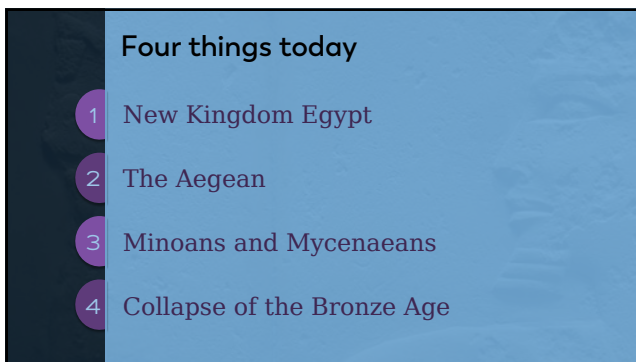 Four things today
1 New Kingdom Egypt
2 The Aegean
3 Minoans and Mycenaeans
4 Collapse of the Bronze Age